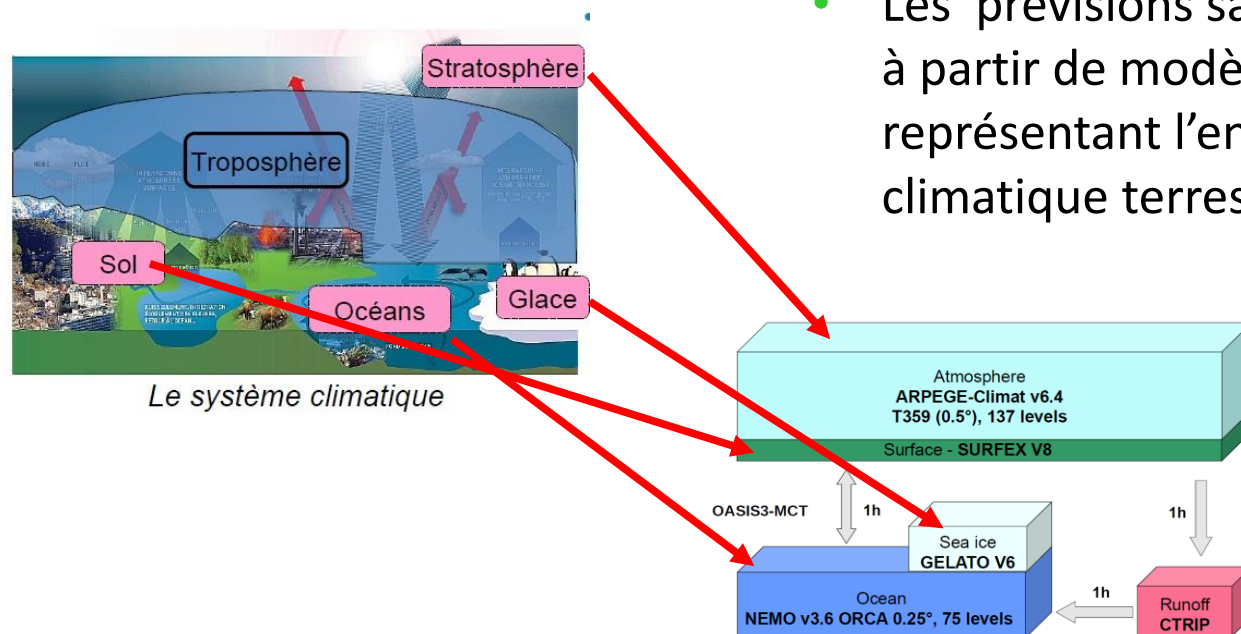 Les prévisions sa
à partir de modè
représentant l'en
climatique terres
Stratosphère
Troposphère
Sol
Océans
Glace
Le système climatique
Atmosphere
ARPEGE-Climat v6.4
T359 (0.5°), 137 levels
Surface - SURFEX V8
OASIS3-MCT
1h
1h
Sea ice
GELATO V6
1h
Ocean
NEMO v3.6 ORCA 0.25°, 75 levels
Runoff
CTRIP